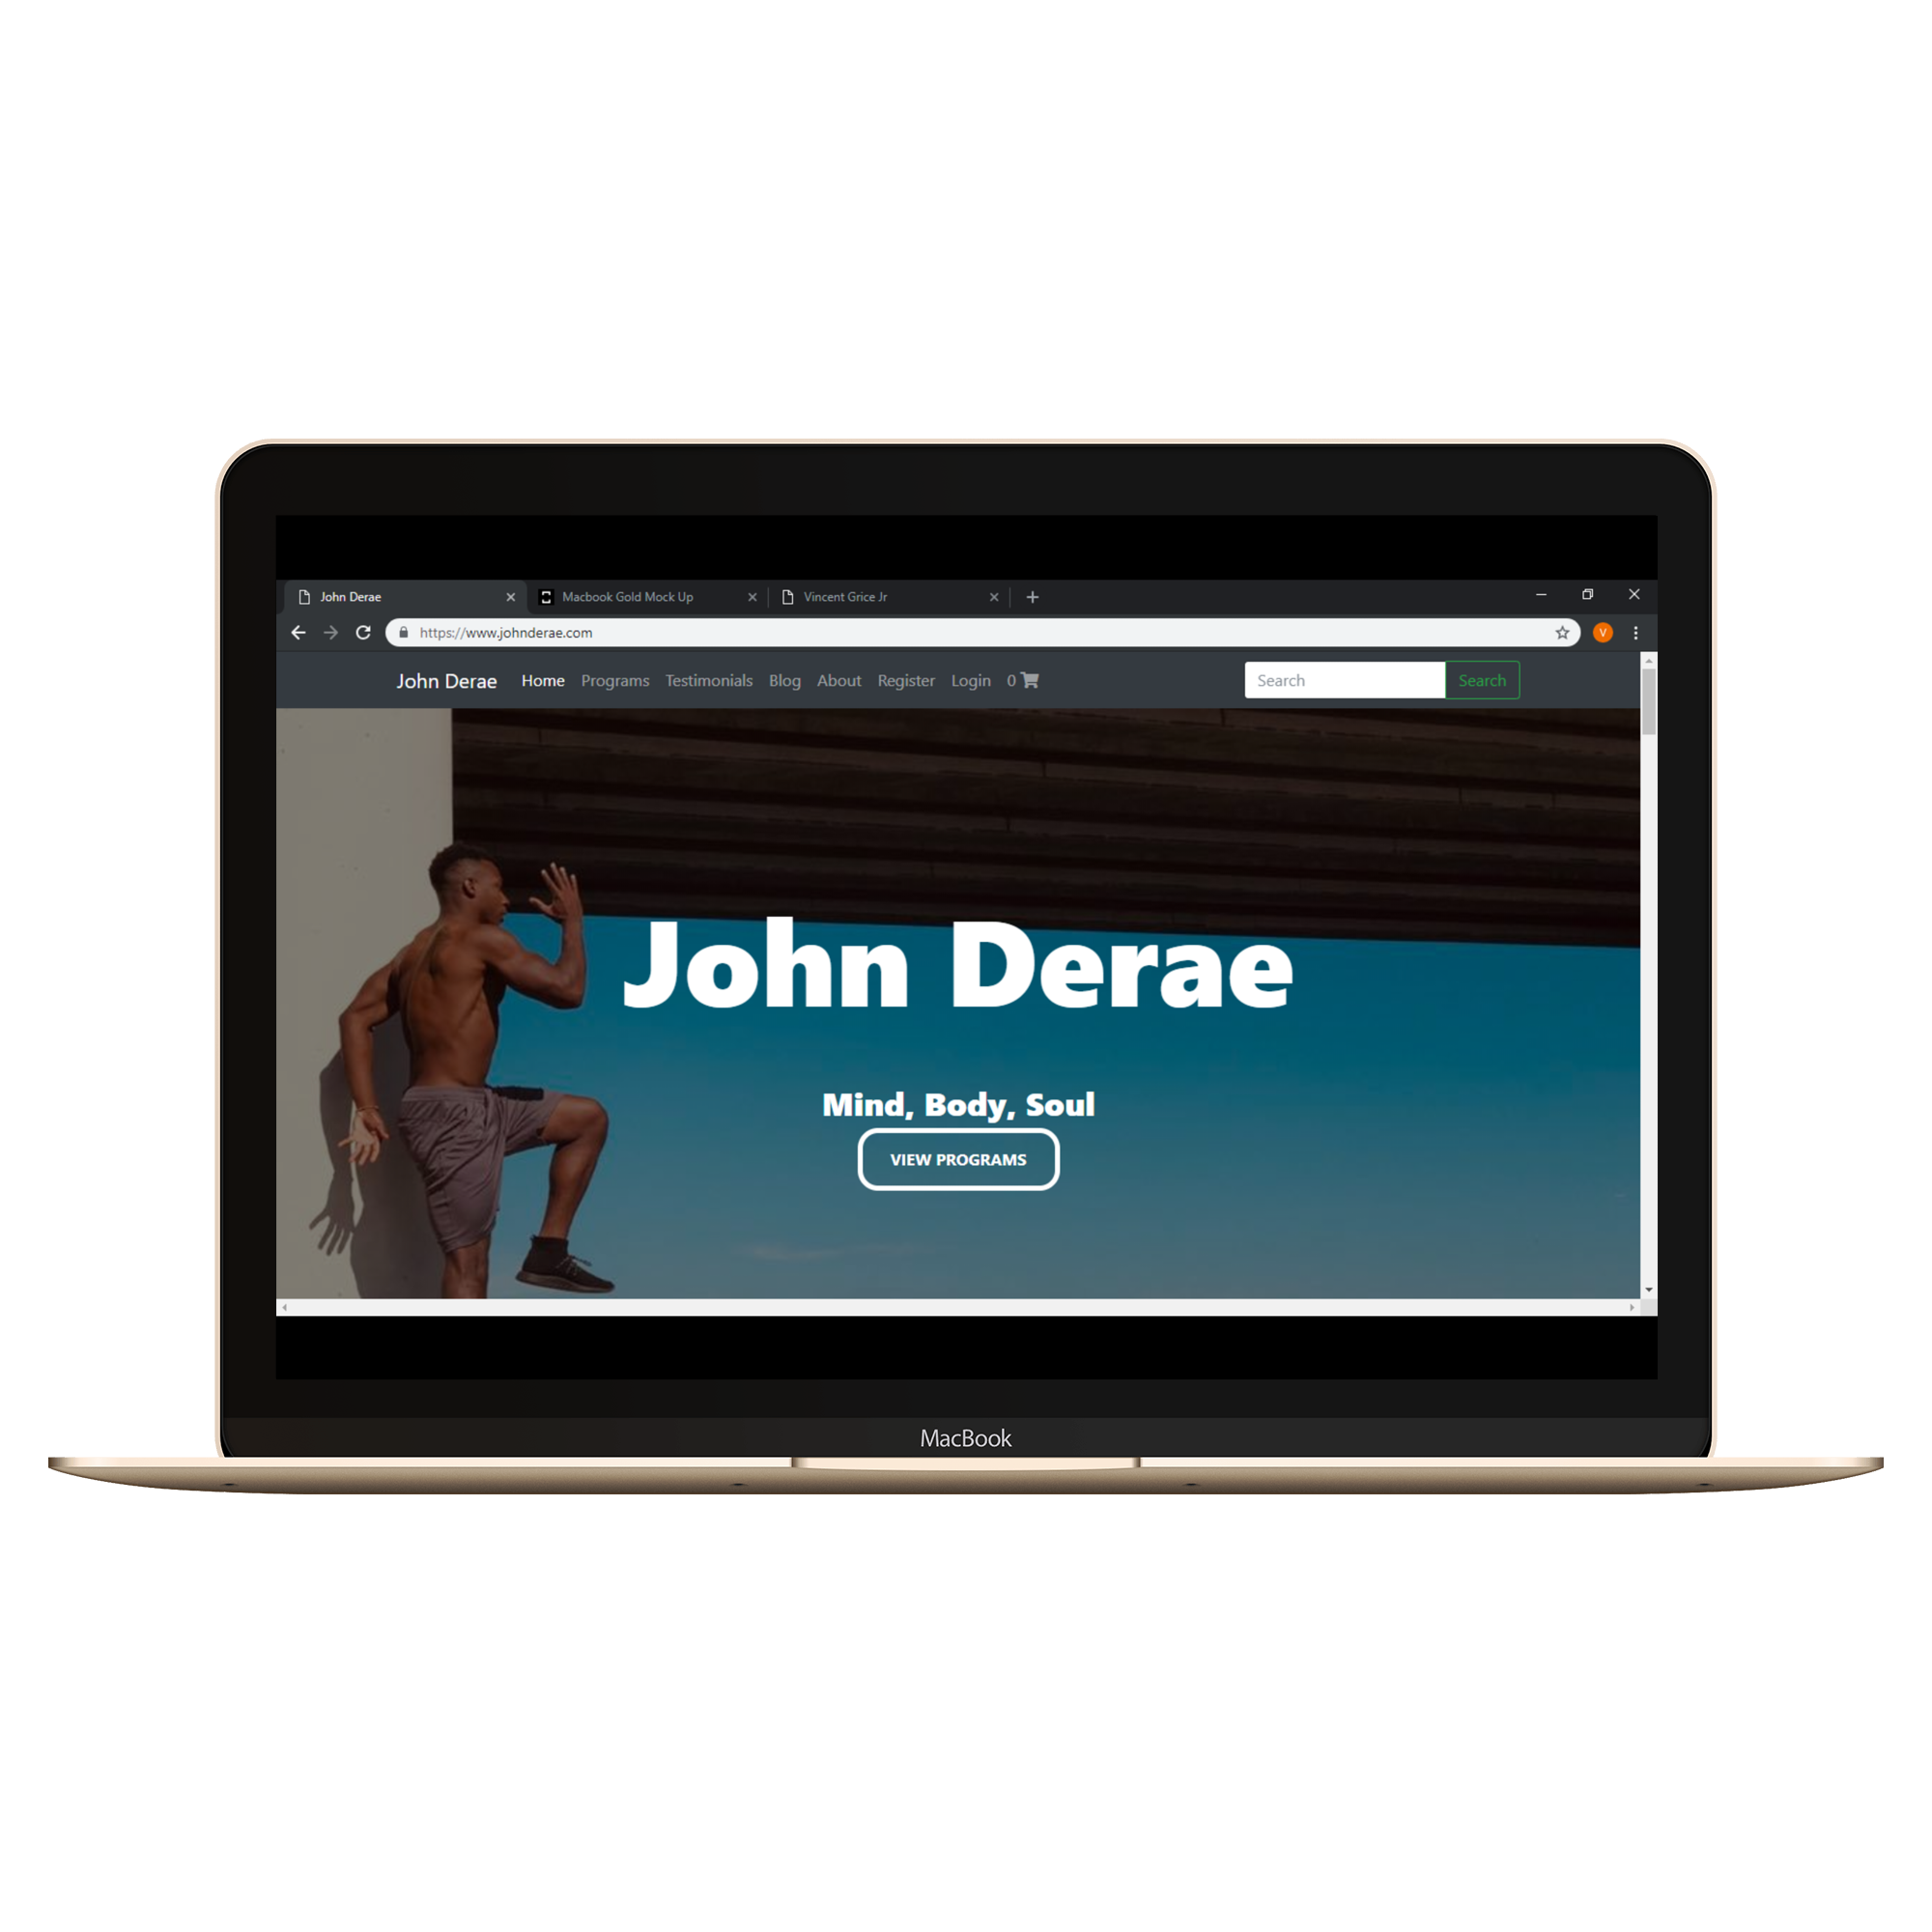 John Derae
Macbook Gold Mock Up
Vincent Grice Jr
https://www.johnderae.com
V
John Derae Home Programs Testimonials Blog About Register Login 0
Search Search
John Derae
Mind, Body, Soul
VIEW PROGRAMS
MacBook